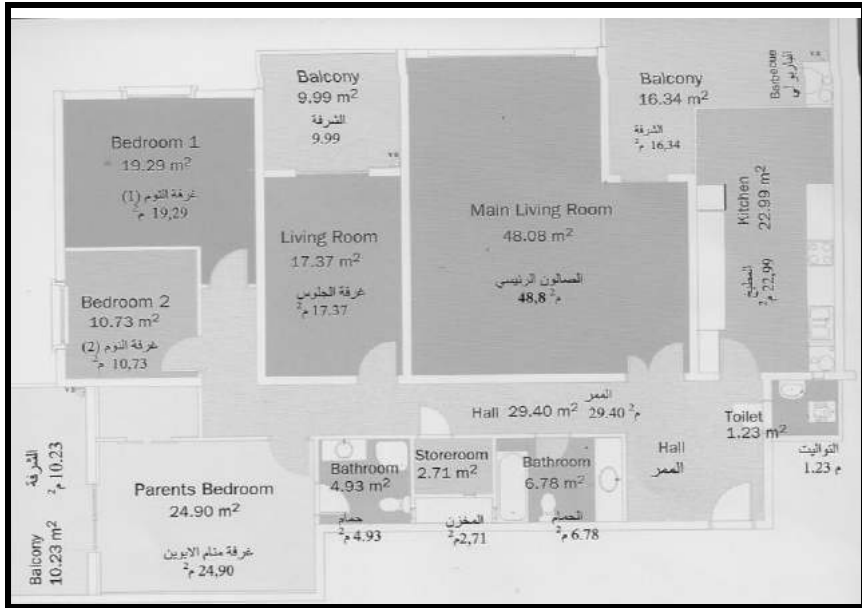 Balcony
9.99 m²
الشرفة
9.99
Balcony
16.34 m²
الشرفة
16,34 م²
Barbecue
Bedroom 1
19.29 m²
غرفة النوم (1)
19,29 م²
Living Room
17.37 m²
غرفة الجلوس
17.37 م²
Main Living Room
48.08 m²
الصالون الرئيسي
48,8 م²
Kitchen
22.99 m²
المطبخ
22,99 م²
Bedroom 2
10.73 m²
غرفة النوم (2)
10,73 م²
Hall 29.40 m²
الممر
29.40 م²
Toilet
1.23 m²
التواليت
1.23 م
Hall
الممر
Balcony
10.23 m²
الشرفة
10.23 م²
Parents Bedroom
24.90 m²
غرفة منام الابوين
24,90 م²
Bathroom
4.93 m²
حمام
4.93 م²
Storeroom
2.71 m²
المخزن
2,71 م²
Bathroom
6.78 m²
الحمام
6.78 م²